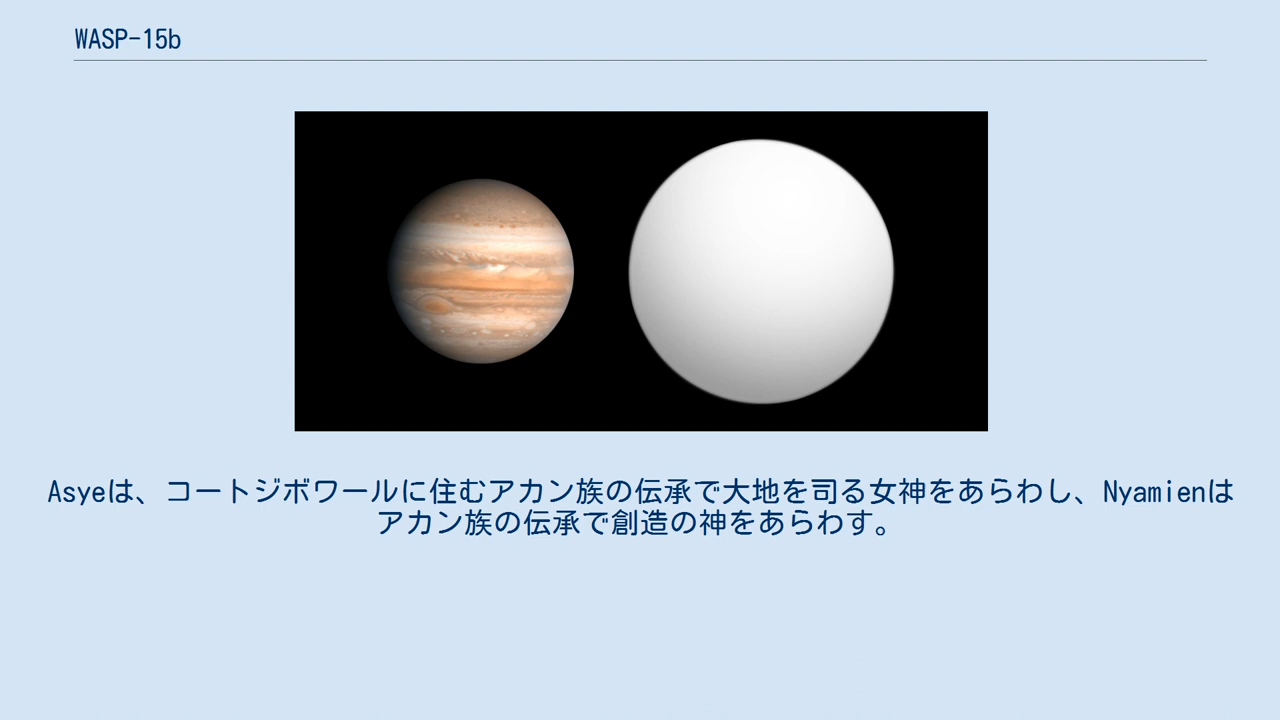 WASP-15b
Asyeは、コートジボワールに住むアカン族の伝承で大地を司る女神をあらわし、Nyamienは
アカン族の伝承で創造の神をあらわす。